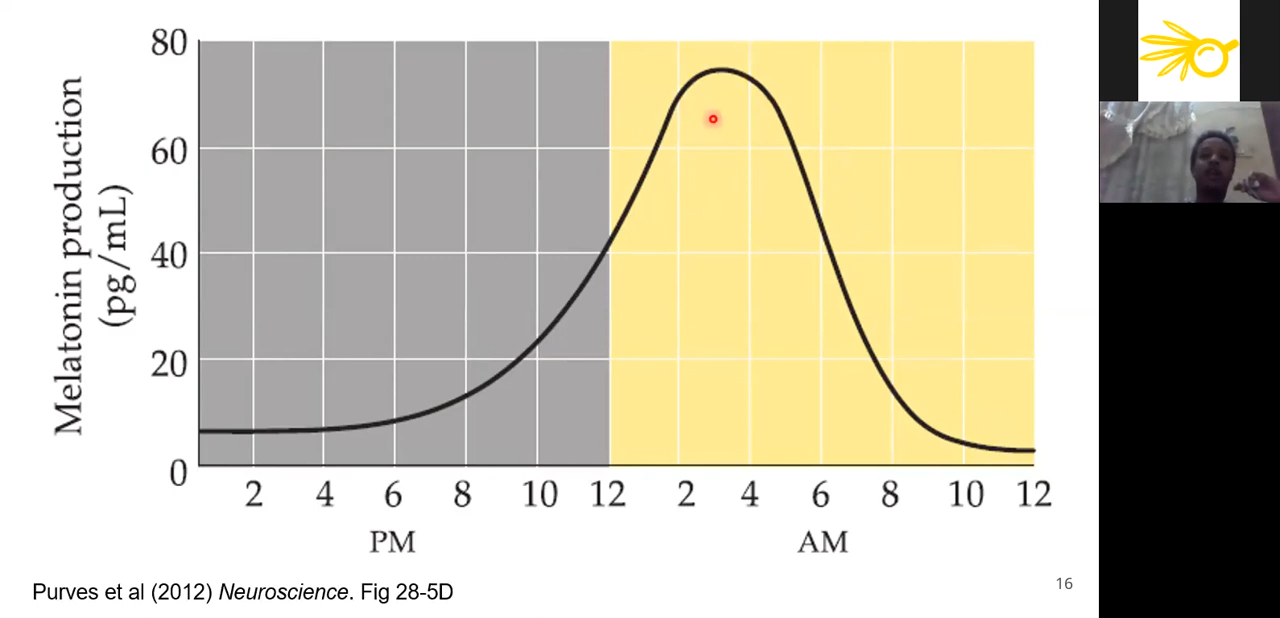 Melatonin production
(pg/mL)
80
60
40
20
0
2 4 6 8 10 12 2 4 6 8 10 12
PM AM
Purves et al (2012) Neuroscience. Fig 28-5D
16